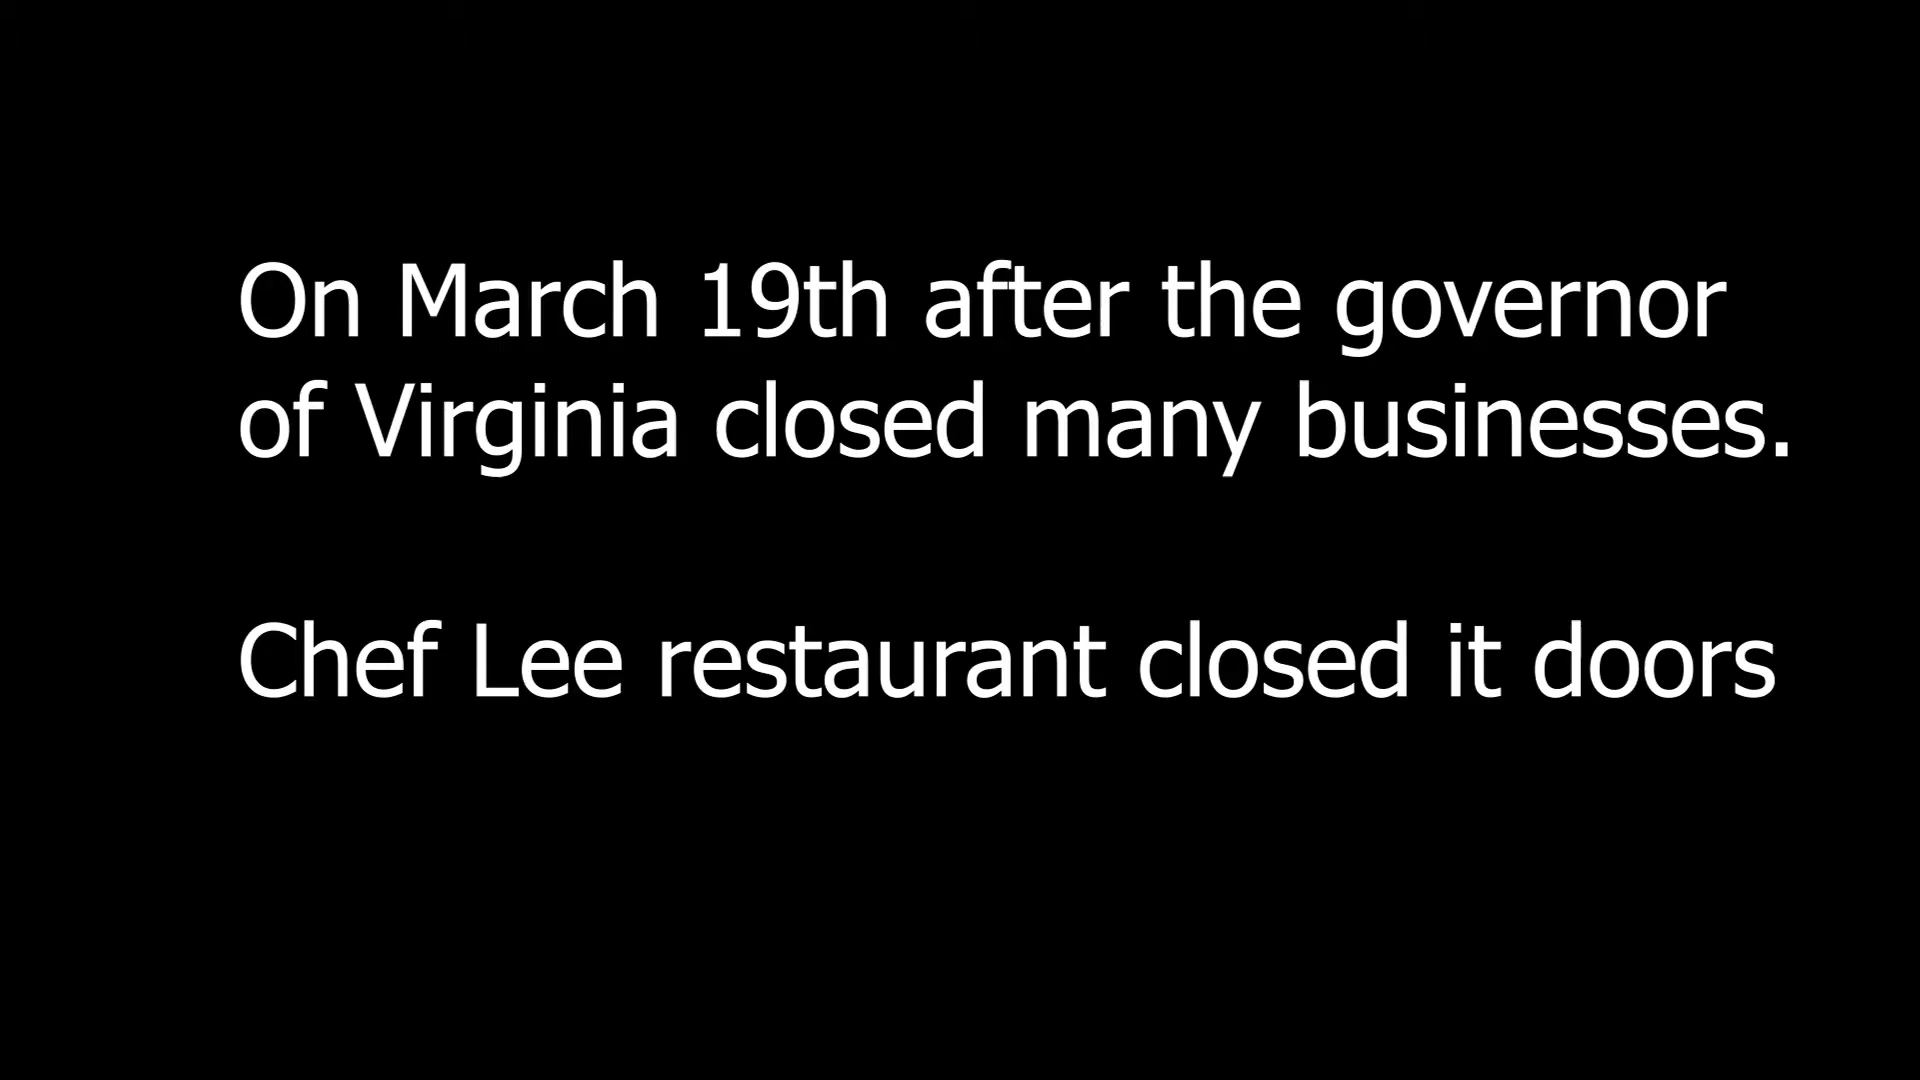 On March 19th after the governor
of Virginia closed many businesses.
Chef Lee restaurant closed it doors